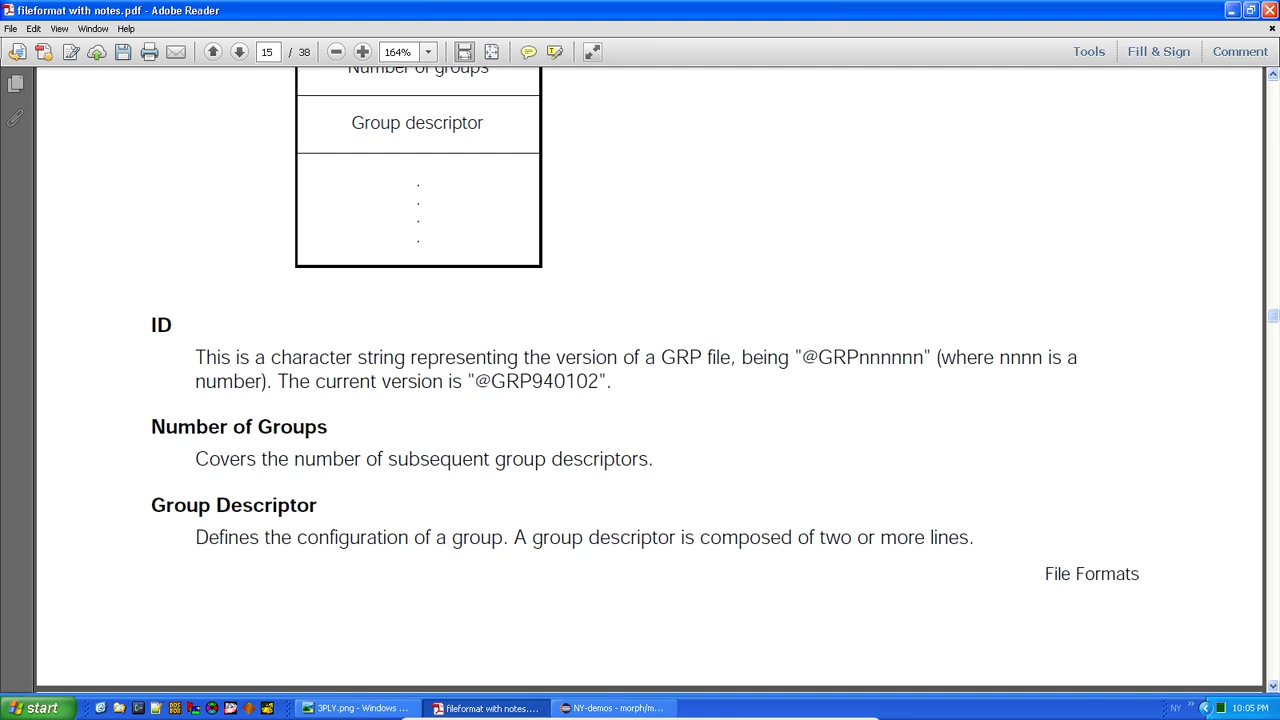 fileformat with notes.pdf - Adobe Reader
File Edit View Window Help
15 / 38 164% Tools Fill & Sign Comment
Number of groups
Group descriptor
.
.
.
.
ID
This is a character string representing the version of a GRP file, being "@GRPnnnnnn" (where nnnn is a
number). The current version is "@GRP940102".
Number of Groups
Covers the number of subsequent group descriptors.
Group Descriptor
Defines the configuration of a group. A group descriptor is composed of two or more lines.
File Formats
start 3PLY.png - Windows ... fileformat with notes.... NY-demos - morph/m... NY 10:05 PM